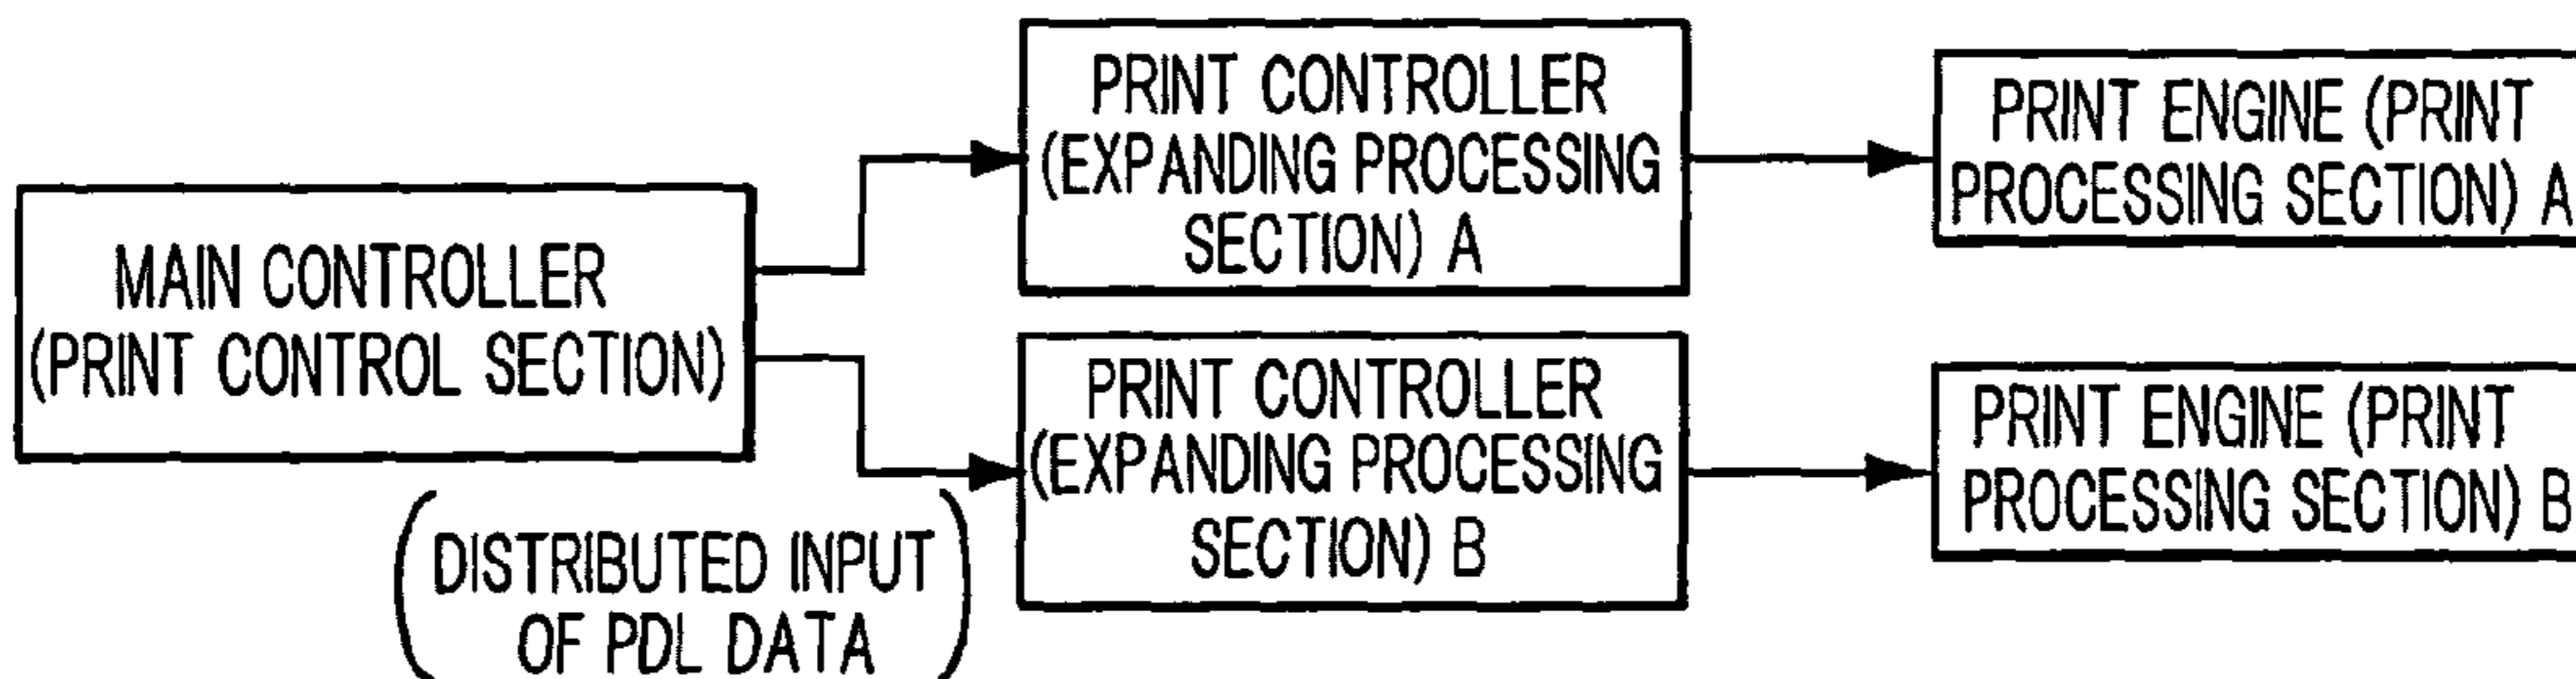 MAIN CONTROLLER
(PRINT CONTROL SECTION)
(DISTRIBUTED INPUT
OF PDL DATA)
PRINT CONTROLLER
(EXPANDING PROCESSING
SECTION) A
PRINT ENGINE (PRINT
PROCESSING SECTION) A
PRINT CONTROLLER
(EXPANDING PROCESSING
SECTION) B
PRINT ENGINE (PRINT
PROCESSING SECTION) B